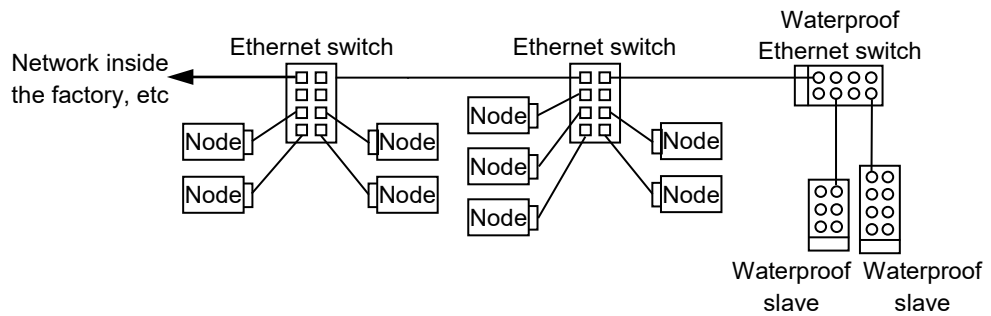 Waterproof
Ethernet switch
Ethernet switch
Ethernet switch
Network inside
the factory, etc
Node
Node
Node
Node
Node
Node
Node
Node
Node
Waterproof
slave
Waterproof
slave